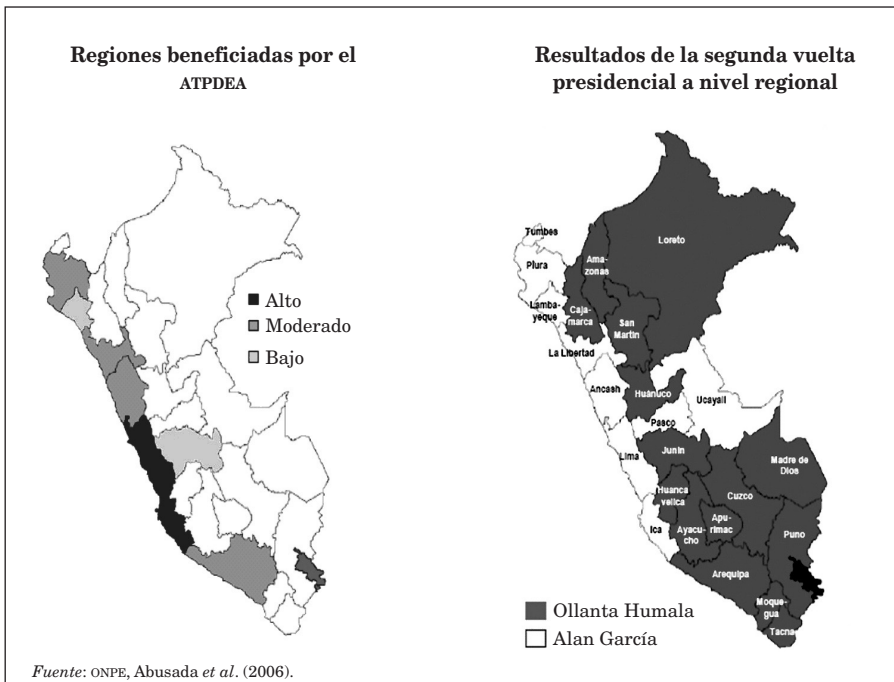 Regiones beneficiadas por el
ATPDEA
Alto
Moderado
Bajo
Resultados de la segunda vuelta
presidencial a nivel regional
Tumbes
Piura
Lamba-
yeque
La Libertad
Ancash
Lima
Ica
Loreto
Ama-
zonas
Caja-
marca
San
Martín
Huánuco
Ucayali
Pasco
Junín
Huanca
velica
Ayacu-
cho
Apu-
rimac
Cuzco
Madre de
Dios
Puno
Arequipa
Moque-
gua
Tacna
Ollanta Humala
Alan García
Fuente: ONPE, Abusada et al. (2006).